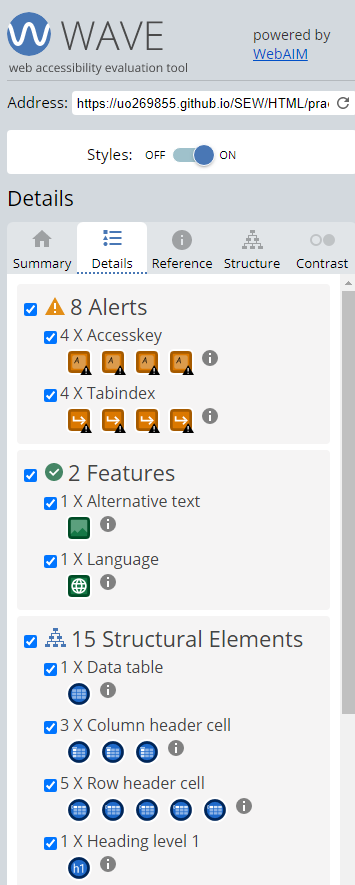 WAVE
web accessibility evaluation tool
powered by
WebAIM
Address: https://uo269855.github.io/SEW/HTML/prac
Styles: OFF ON
Details
Summary Details Reference Structure Contrast
8 Alerts
4 X Accesskey
A A A A
4 X Tabindex
2 Features
1 X Alternative text
1 X Language
15 Structural Elements
1 X Data table
3 X Column header cell
5 X Row header cell
1 X Heading level 1
h1